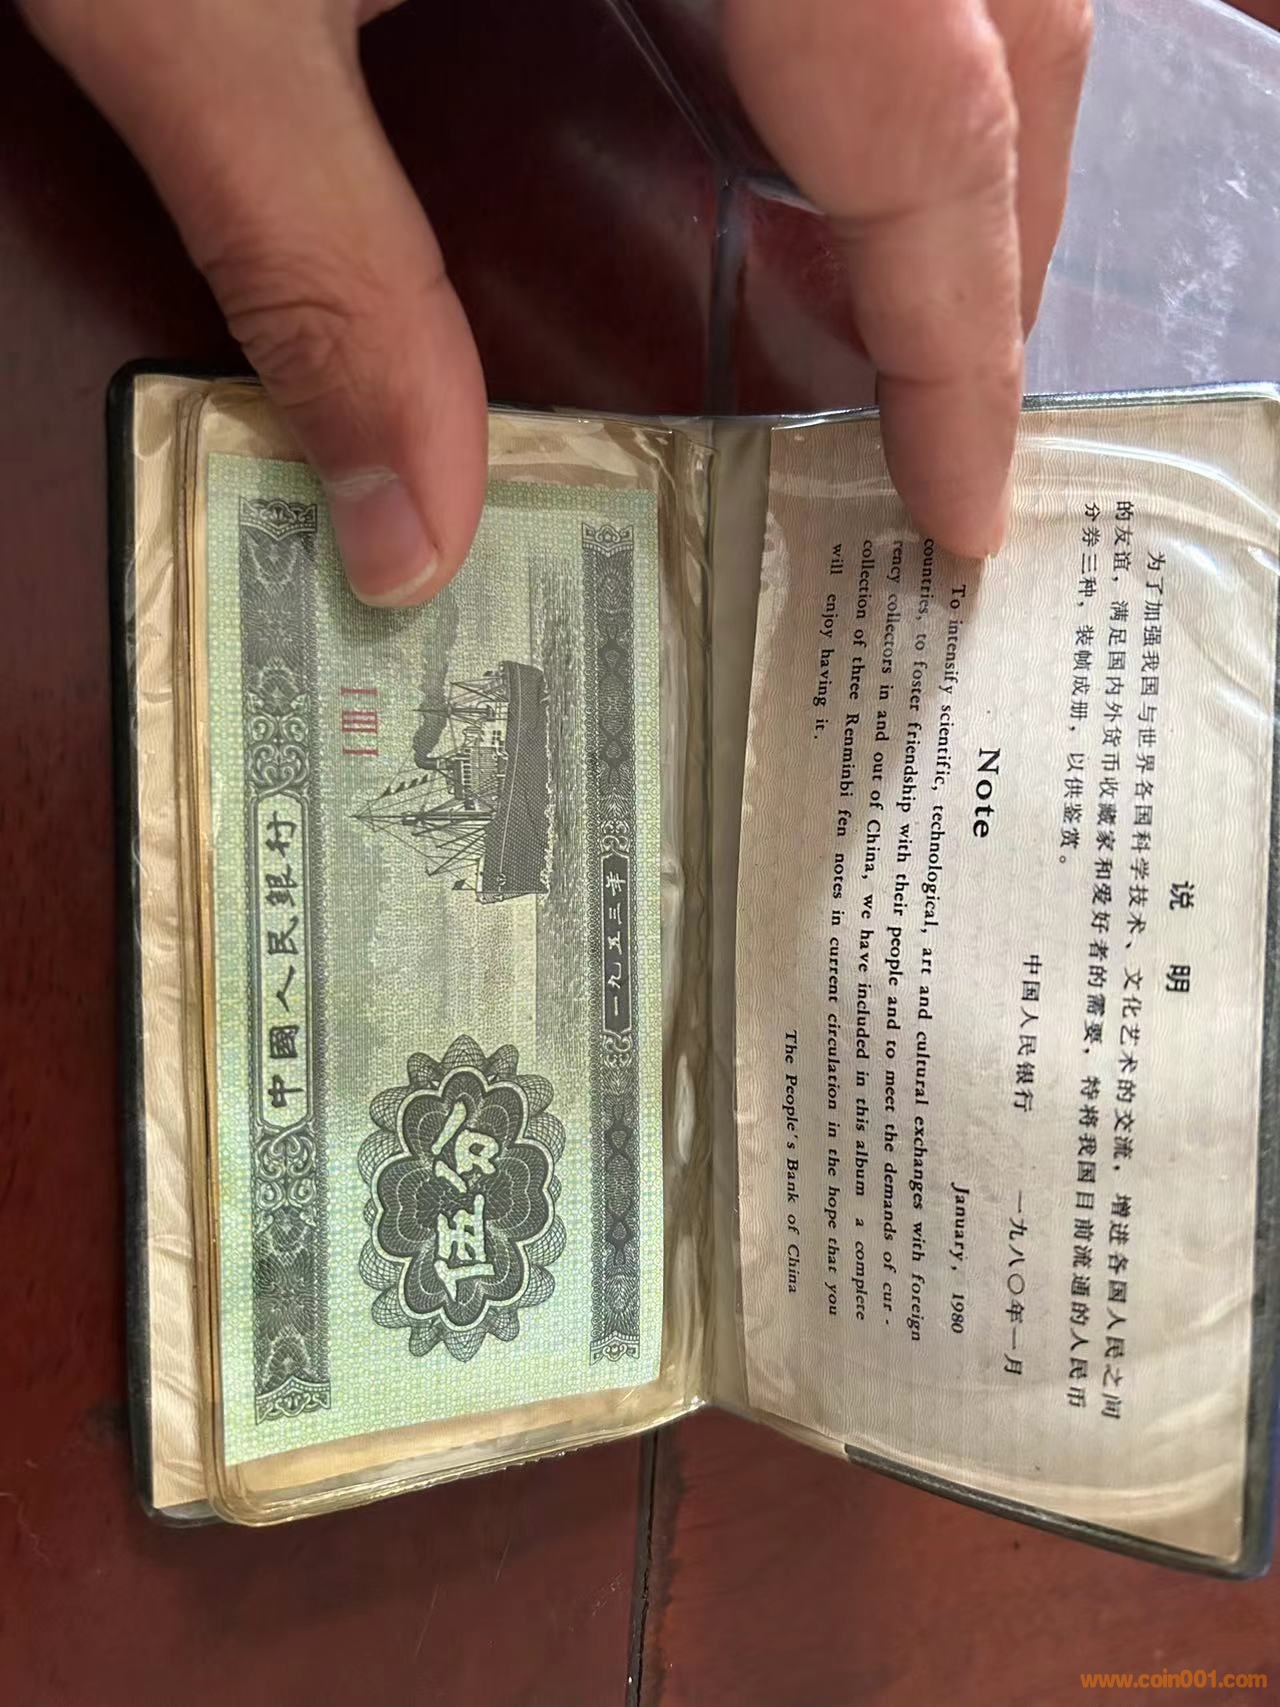 说 明
为了加强我国与世界各国科学技术、文化艺术的交流，增进各国人民之间
的友谊，满足国内外货币收藏家和爱好者的需要，特将我国目前流通的人民币
分券三种，装帧成册，以供鉴赏。
中国人民银行 一九八〇年一月
Note
January, 1980
To intensify scientific, technological, art and cultural exchanges with foreign
countries, to foster friendship with their people and to meet the demands of cur-
rency collectors in and out of China, we have included in this album a complete
collection of three Renminbi fen notes in current circulation in the hope that you
will enjoy having it.
The People's Bank of China
中國人民銀行
I III I
伍分
一九五三年
www.coin001.com